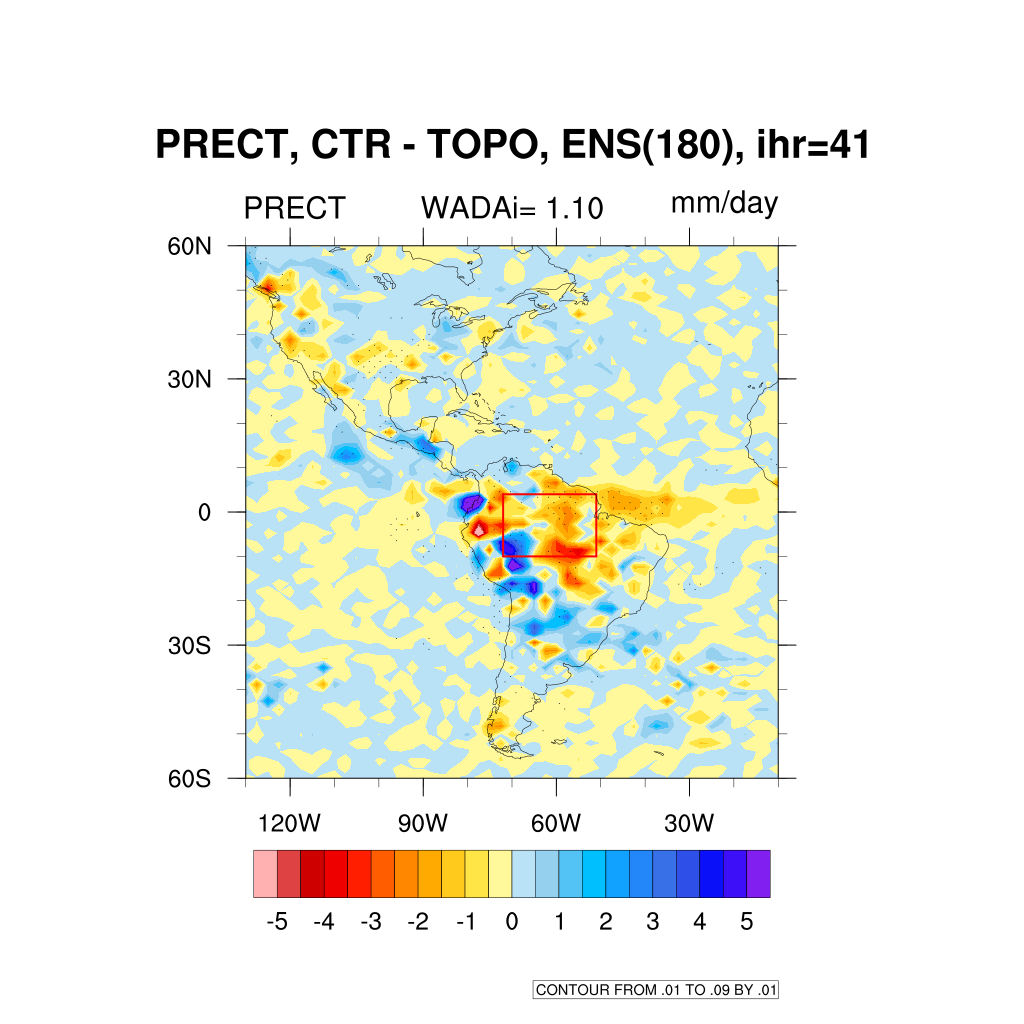 PRECT, CTR - TOPO, ENS(180), ihr=41
PRECT WADAi= 1.10 mm/day
60N
30N
0
30S
60S
120W 90W 60W 30W
-5 -4 -3 -2 -1 0 1 2 3 4 5
CONTOUR FROM .01 TO .09 BY .01